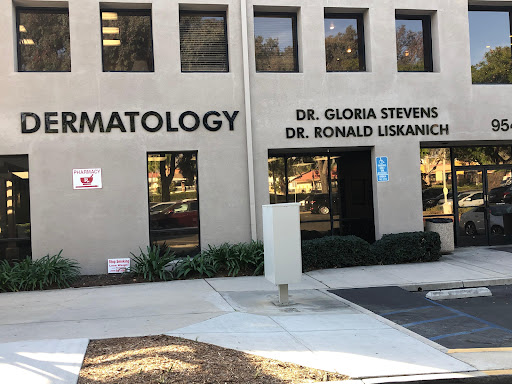 DERMATOLOGY
DR. GLORIA STEVENS
DR. RONALD LISKANICH
954
PHARMACY